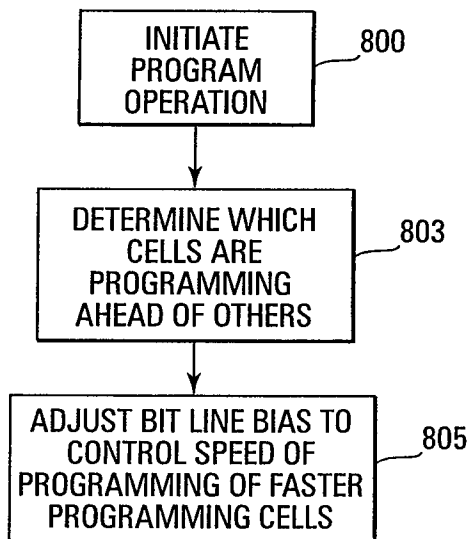 INITIATE
PROGRAM
OPERATION
800
DETERMINE WHICH
CELLS ARE
PROGRAMMING
AHEAD OF OTHERS
803
ADJUST BIT LINE BIAS TO
CONTROL SPEED OF
PROGRAMMING OF FASTER
PROGRAMMING CELLS
805